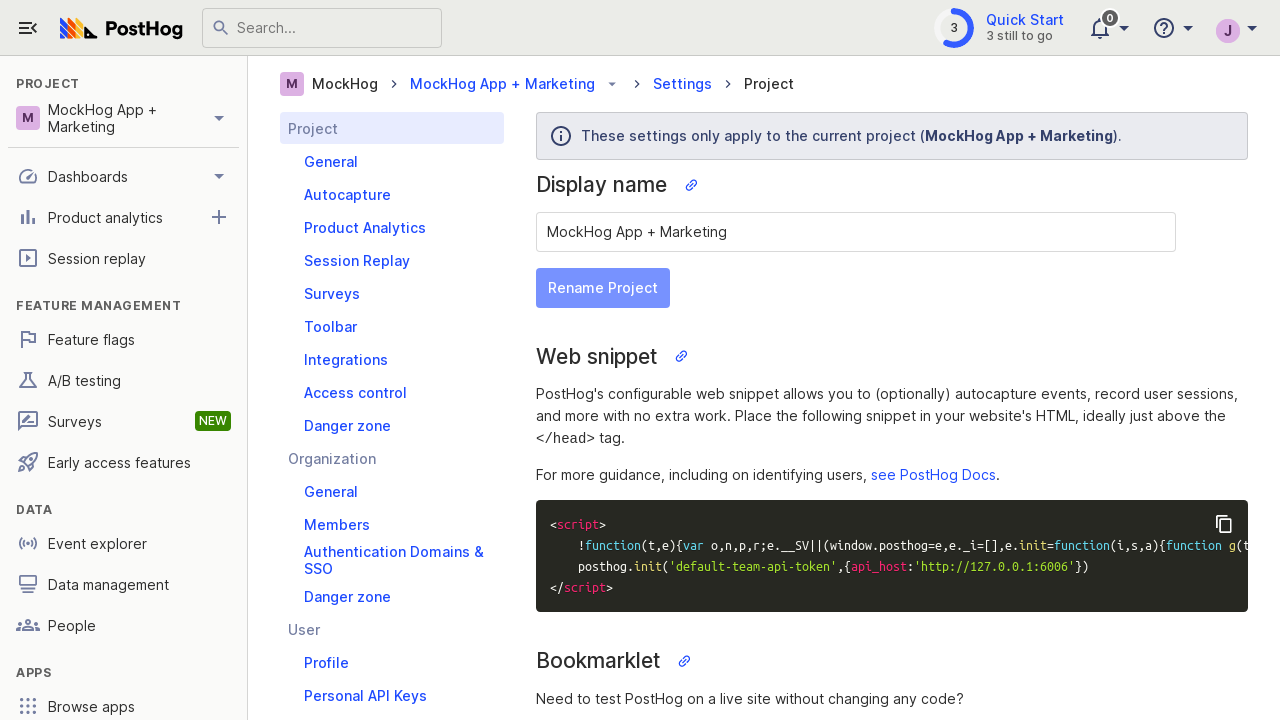 PostHog
Search...
3
Quick Start
3 still to go
0
J
PROJECT
M
MockHog App +
Marketing
Dashboards
Product analytics
Session replay
FEATURE MANAGEMENT
Feature flags
A/B testing
Surveys
NEW
Early access features
DATA
Event explorer
Data management
People
APPS
Browse apps
M MockHog > MockHog App + Marketing > Settings > Project
Project
General
Autocapture
Product Analytics
Session Replay
Surveys
Toolbar
Integrations
Access control
Danger zone
Organization
General
Members
Authentication Domains &
SSO
Danger zone
User
Profile
Personal API Keys
These settings only apply to the current project (MockHog App + Marketing).
Display name
MockHog App + Marketing
Rename Project
Web snippet
PostHog's configurable web snippet allows you to (optionally) autocapture events, record user sessions,
and more with no extra work. Place the following snippet in your website's HTML, ideally just above the
</head> tag.
For more guidance, including on identifying users, see PostHog Docs.
<script>
!function(t,e){var o,n,p,r;e.__SV||(window.posthog=e,e._i=[],e.init=function(i,s,a){function g(t
posthog.init('default-team-api-token',{api_host:'http://127.0.0.1:6006'})
</script>
Bookmarklet
Need to test PostHog on a live site without changing any code?